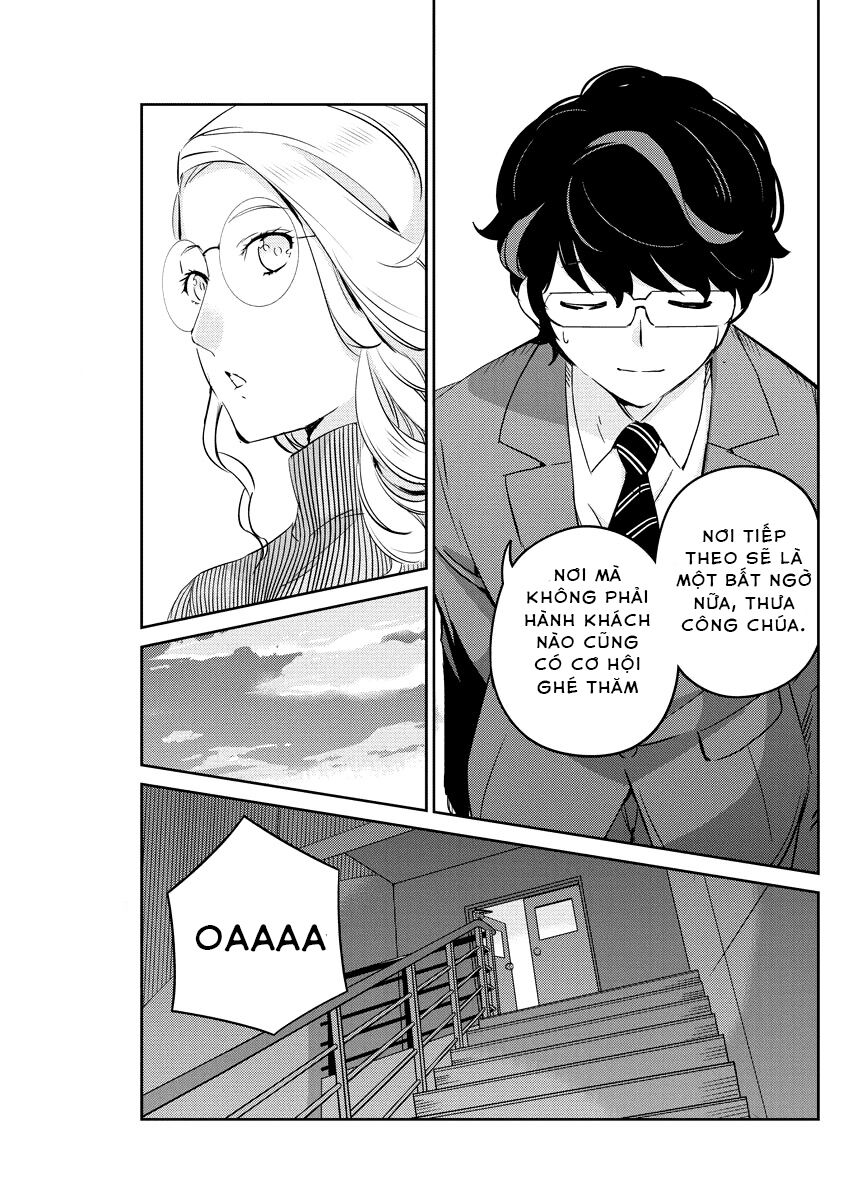 NƠI TIẾP
THEO SẼ LÀ
MỘT BẤT NGỜ
NỮA, THƯA
CÔNG CHÚA.
NƠI MÀ
KHÔNG PHẢI
HÀNH KHÁCH
NÀO CŨNG
CÓ CƠ HỘI
GHÉ THĂM
OAAAA